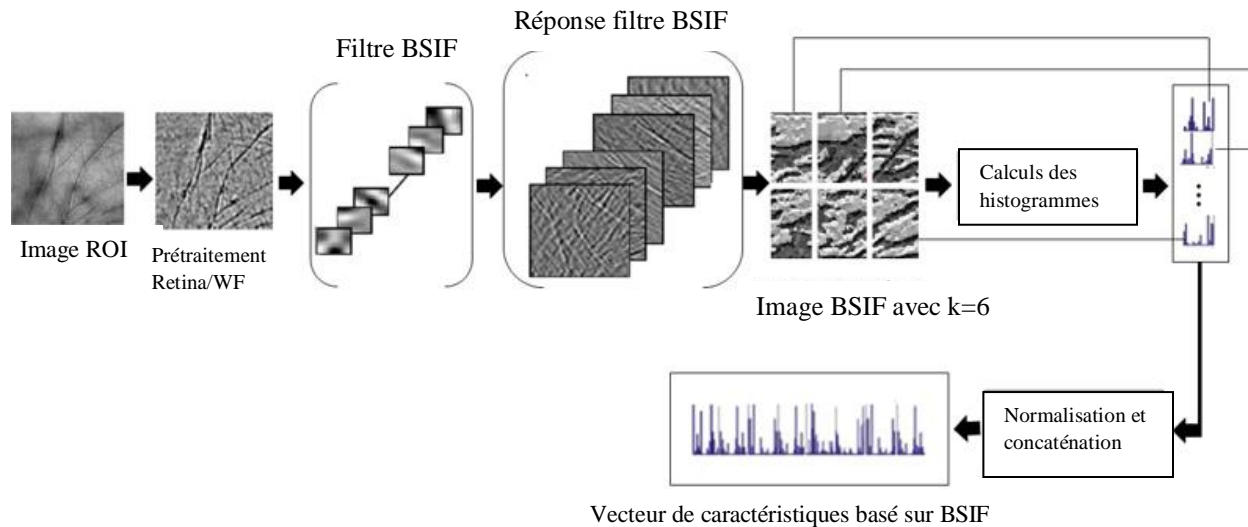 Réponse filtre BSIF
Filtre BSIF
Image ROI
Prétraitement
Retina/WF
Image BSIF avec k=6
Calculs des
histogrammes
Normalisation et
concaténation
Vecteur de caractéristiques basé sur BSIF